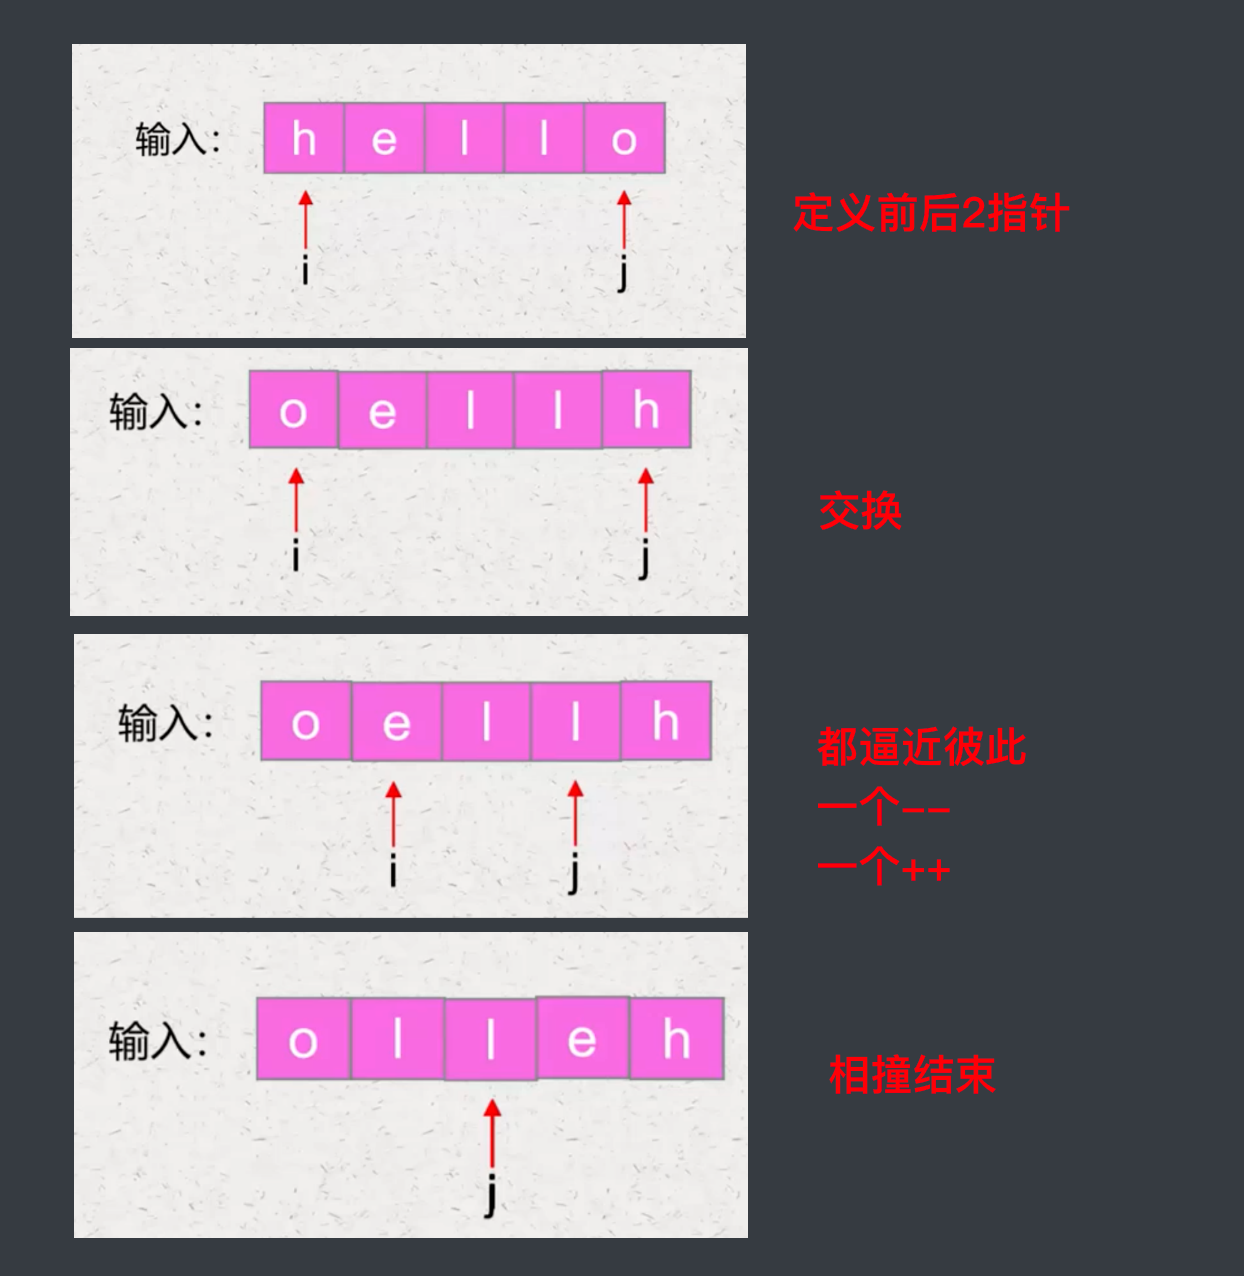 输入： h e l l o
i j
定义前后2指针
输入： o e l l h
i j
交换
输入： o e l l h
i j
都逼近彼此
一个--
一个++
输入： o l l e h
j
相撞结束